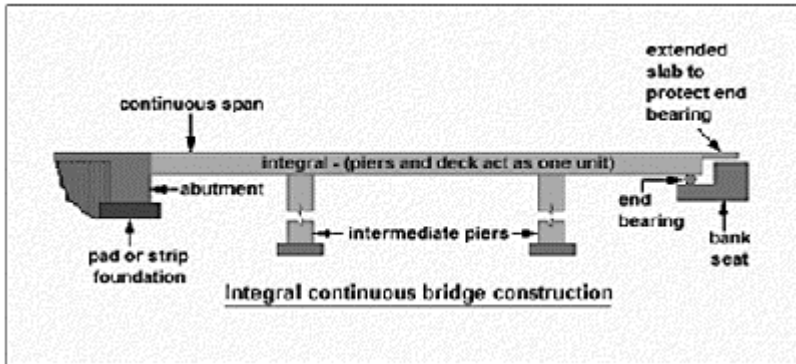 extended
slab to
protect end
bearing
continuous span
integral - (piers and deck act as one unit)
abutment
end
bearing
intermediate piers
bank
seat
pad or strip
foundation
Integral continuous bridge construction